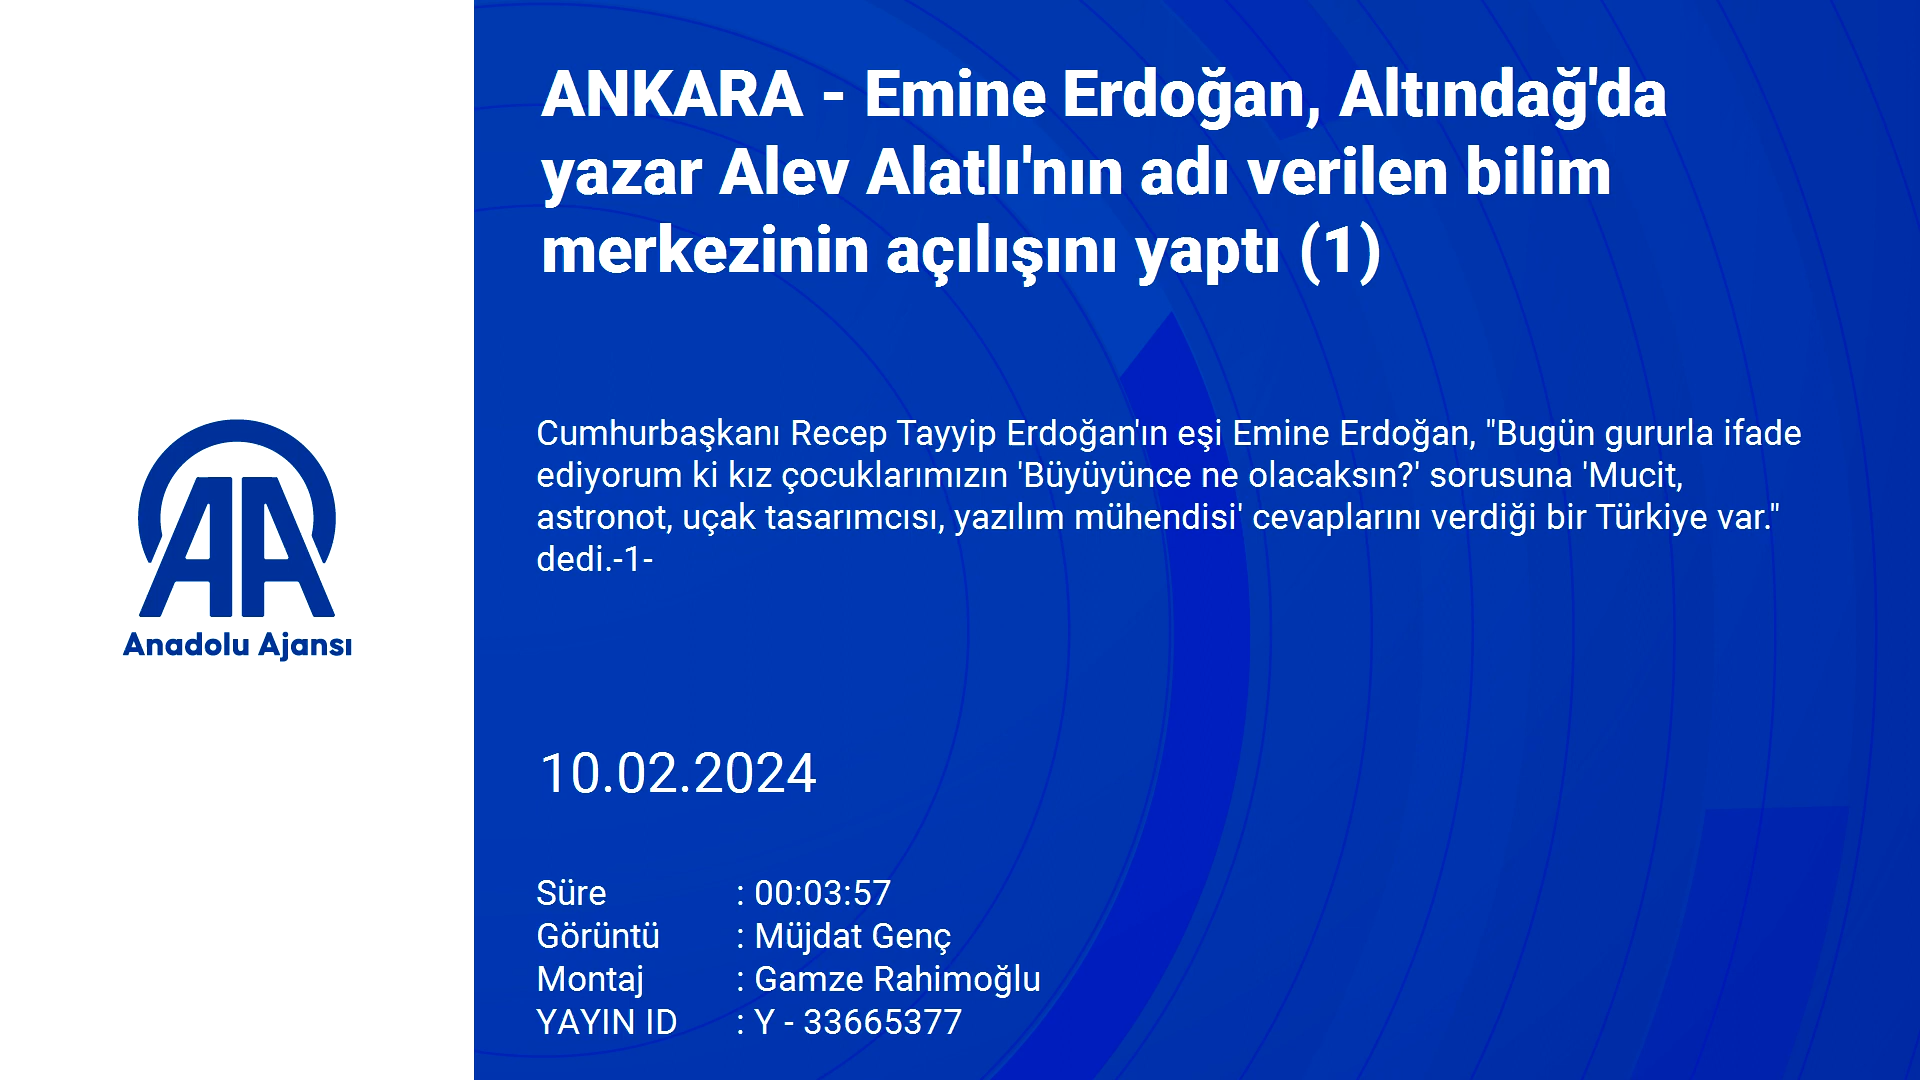 ANKARA - Emine Erdoğan, Altındağ'da
yazar Alev Alatlı'nın adı verilen bilim
merkezinin açılışını yaptı (1)
Cumhurbaşkanı Recep Tayyip Erdoğan'ın eşi Emine Erdoğan, "Bugün gururla ifade
ediyorum ki kız çocuklarımızın 'Büyüyünce ne olacaksın?' sorusuna 'Mucit,
astronot, uçak tasarımcısı, yazılım mühendisi' cevaplarını verdiği bir Türkiye var."
dedi.-1-
AA
Anadolu Ajansı
10.02.2024
Süre : 00:03:57
Görüntü : Müjdat Genç
Montaj : Gamze Rahimoğlu
YAYIN ID : Y - 33665377